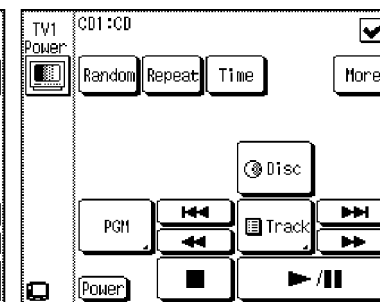 TV1
Power
CD1:CD
Random
Repeat
Time
More
Disc
PGM
Track
Power